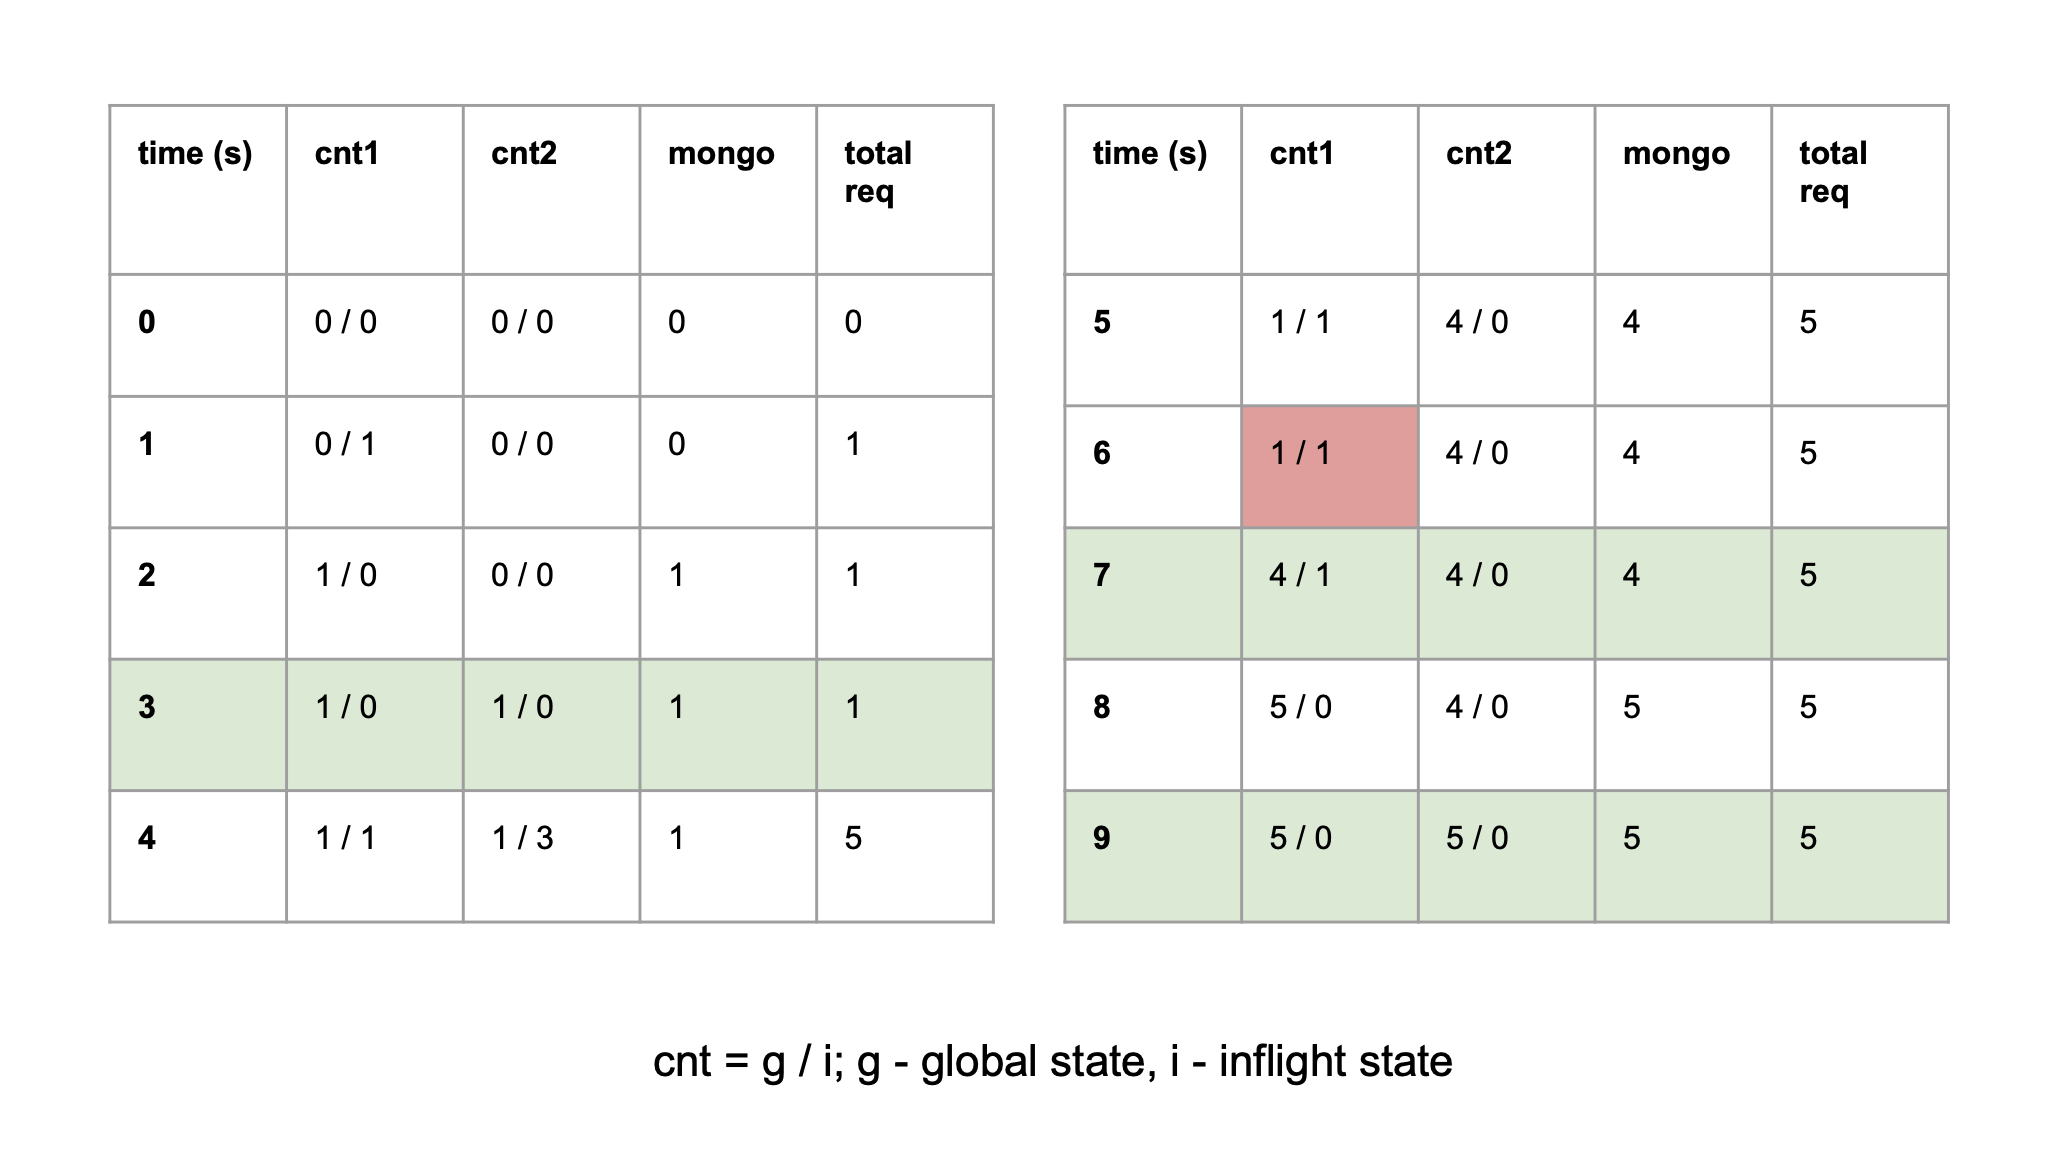 time (s) cnt1 cnt2 mongo total
req
0 0 / 0 0 / 0 0 0
1 0 / 1 0 / 0 0 1
2 1 / 0 0 / 0 1 1
3 1 / 0 1 / 0 1 1
4 1 / 1 1 / 3 1 5
time (s) cnt1 cnt2 mongo total
req
5 1 / 1 4 / 0 4 5
6 1 / 1 4 / 0 4 5
7 4 / 1 4 / 0 4 5
8 5 / 0 4 / 0 5 5
9 5 / 0 5 / 0 5 5
cnt = g / i; g - global state, i - inflight state